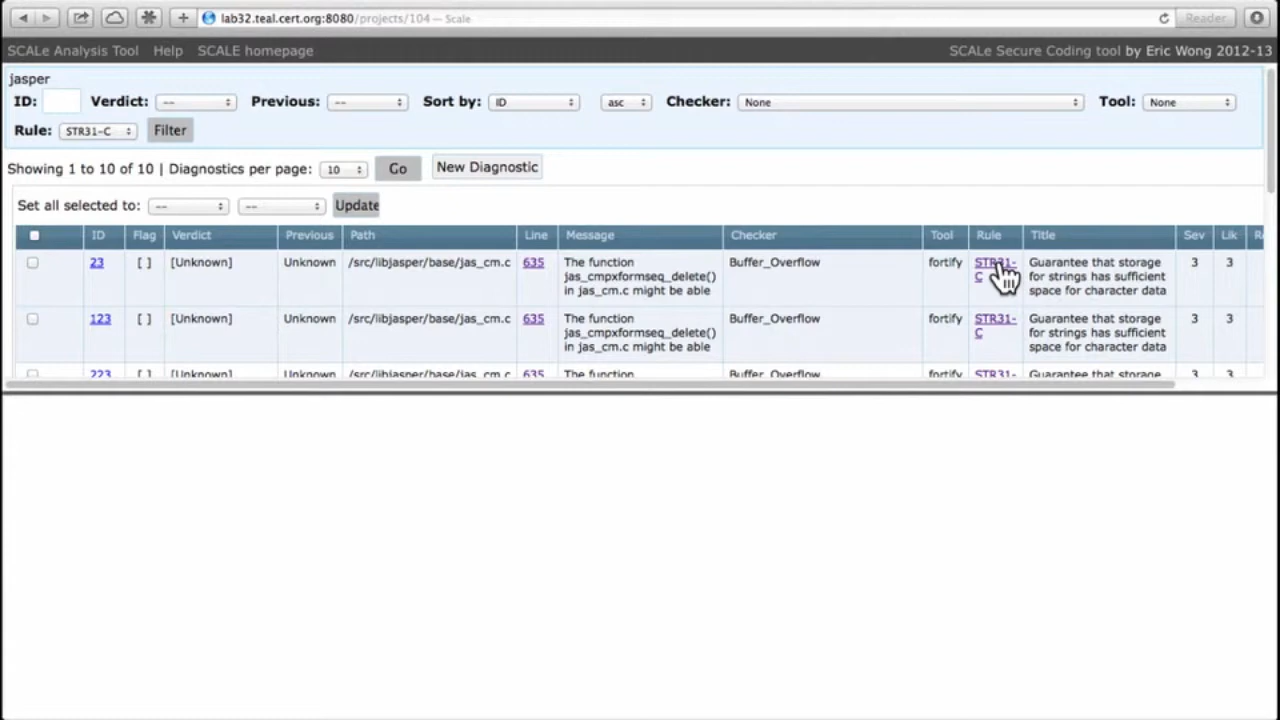 lab32.teal.cert.org:8080/projects/104 — Scale
Reader
SCALe Analysis Tool Help SCALE homepage SCALe Secure Coding tool by Eric Wong 2012-13
jasper
ID: Verdict: -- Previous: -- Sort by: ID asc Checker: None Tool: None
Rule: STR31-C Filter
Showing 1 to 10 of 10 | Diagnostics per page: 10 Go New Diagnostic
Set all selected to: -- -- Update
ID Flag Verdict Previous Path Line Message Checker Tool Rule Title Sev Lik
23 [ ] [Unknown] Unknown /src/libjasper/base/jas_cm.c 635 The function Buffer_Overflow fortify STR31- Guarantee that storage 3 3
jas_cmpxformseq_delete() C for strings has sufficient
in jas_cm.c might be able space for character data
123 [ ] [Unknown] Unknown /src/libjasper/base/jas_cm.c 635 The function Buffer_Overflow fortify STR31- Guarantee that storage 3 3
jas_cmpxformseq_delete() C for strings has sufficient
in jas_cm.c might be able space for character data
223 [ ] [Unknown] Unknown /src/libjasper/base/jas_cm.c 635 The function Buffer_Overflow fortify STR31- Guarantee that storage 3 3